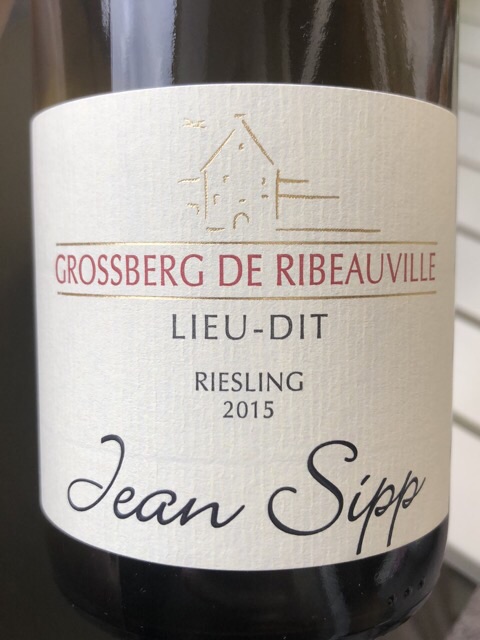 GROSSBERG DE RIBEAUVILLE
LIEU-DIT
RIESLING
2015
Jean Sipp